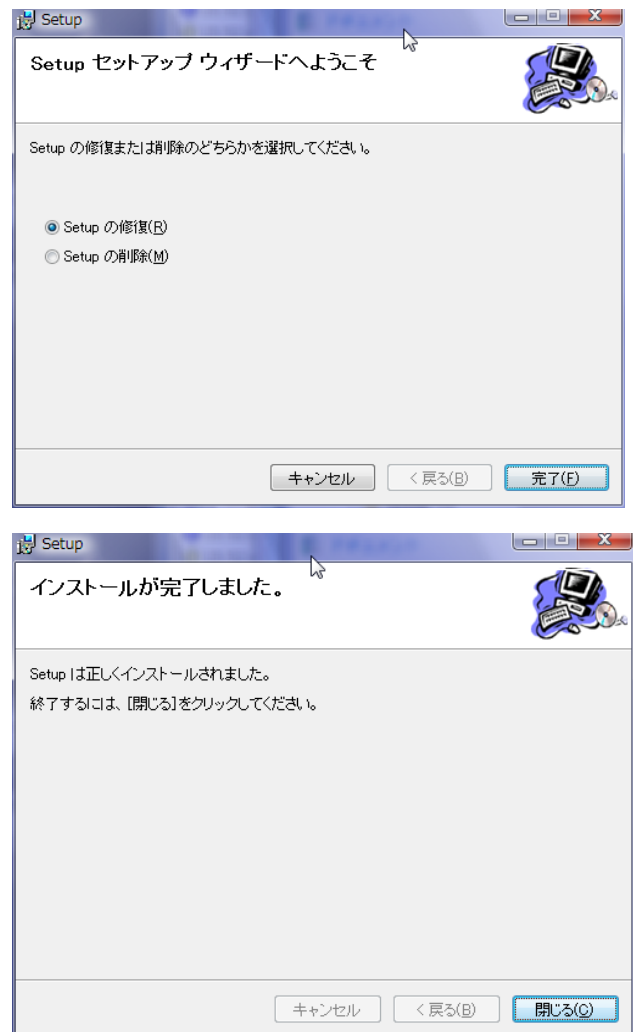 Setup
Setup セットアップ ウィザードへようこそ
Setup の修復または削除のどちらかを選択してください。
Setup の修復(R)
Setup の削除(M)
キャンセル
< 戻る(B)
完了(F)
Setup
インストールが完了しました。
Setup は正しくインストールされました。
終了するには、[閉じる]をクリックしてください。
キャンセル
< 戻る(B)
閉じる(C)